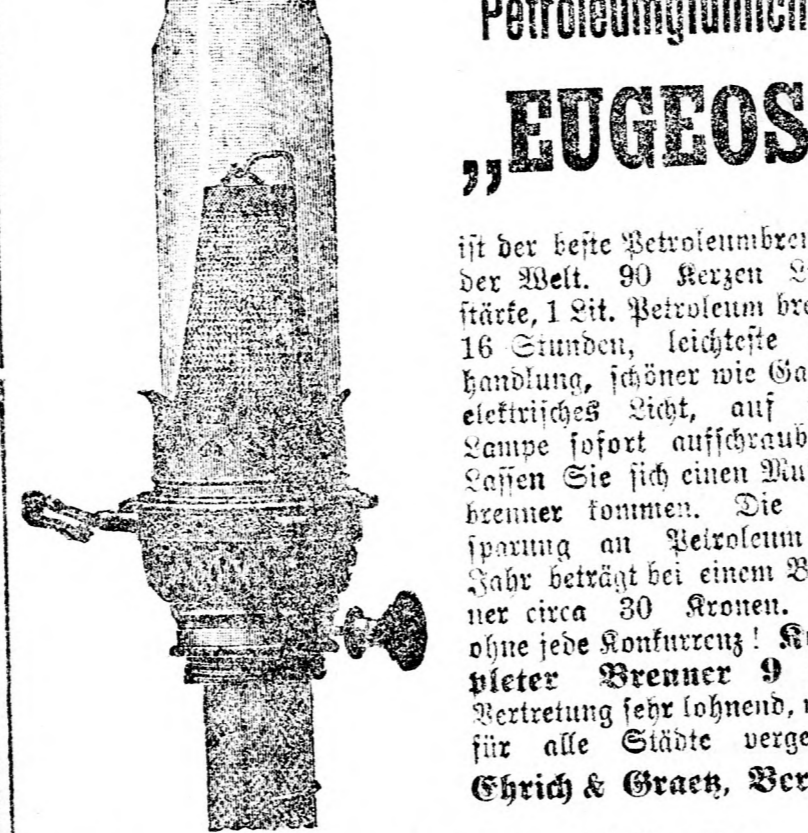 Petroleumglühlich
„EUGEOS
ist der beste Petroleumbren
der Welt. 90 Kerzen L
stärke, 1 Lit. Petroleum bre
16 Stunden, leichteste
handlung, schöner wie Ga
elektrisches Licht, auf
Lampe sofort aufschraub
Lassen Sie sich einen Mu
brenner kommen. Die
sparung an Petroleum
Jahr beträgt bei einem B
ner circa 30 Kronen.
ohne jede Konkurrenz! K
pleter Brenner 9
Vertretung sehr lohnend,
für alle Städte verge
Ehrich & Graetz, Ber